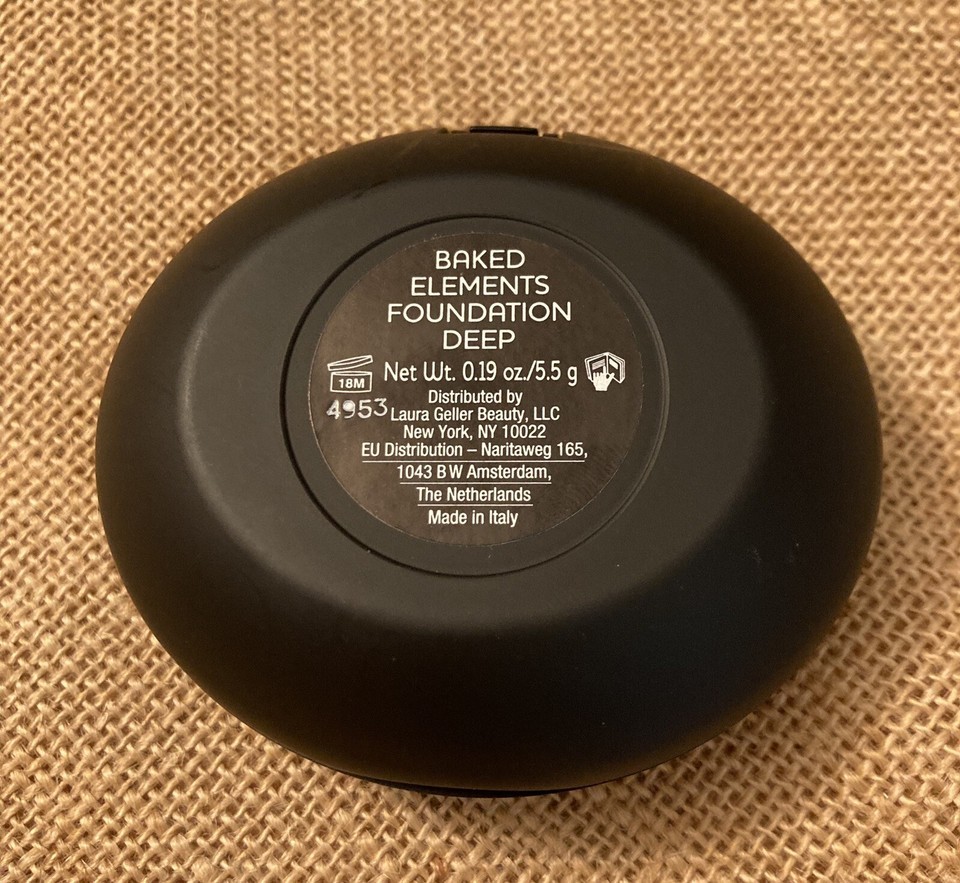 BAKED
ELEMENTS
FOUNDATION
DEEP
18M
Net Wt. 0.19 oz./5.5 g
Distributed by
4953
Laura Geller Beauty, LLC
New York, NY 10022
EU Distribution – Naritaweg 165,
1043 BW Amsterdam,
The Netherlands
Made in Italy